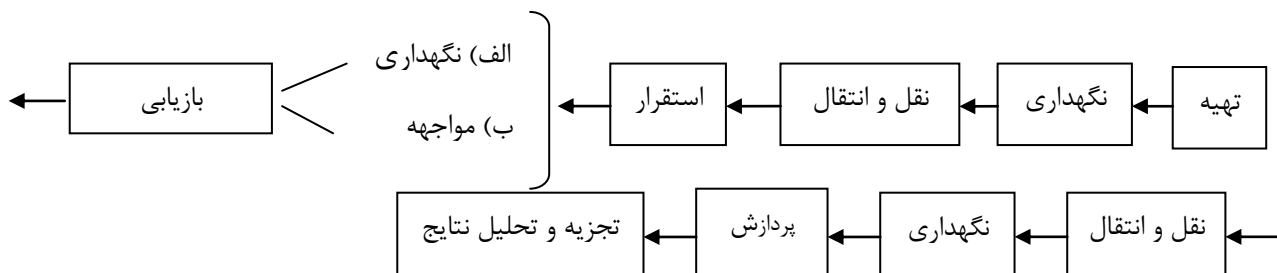 تهیه
نگهداری
نقل و انتقال
استقرار
الف) نگهداری
ب) مواجهه
بازیابی
نقل و انتقال
نگهداری
پردازش
تجزیه و تحلیل نتایج